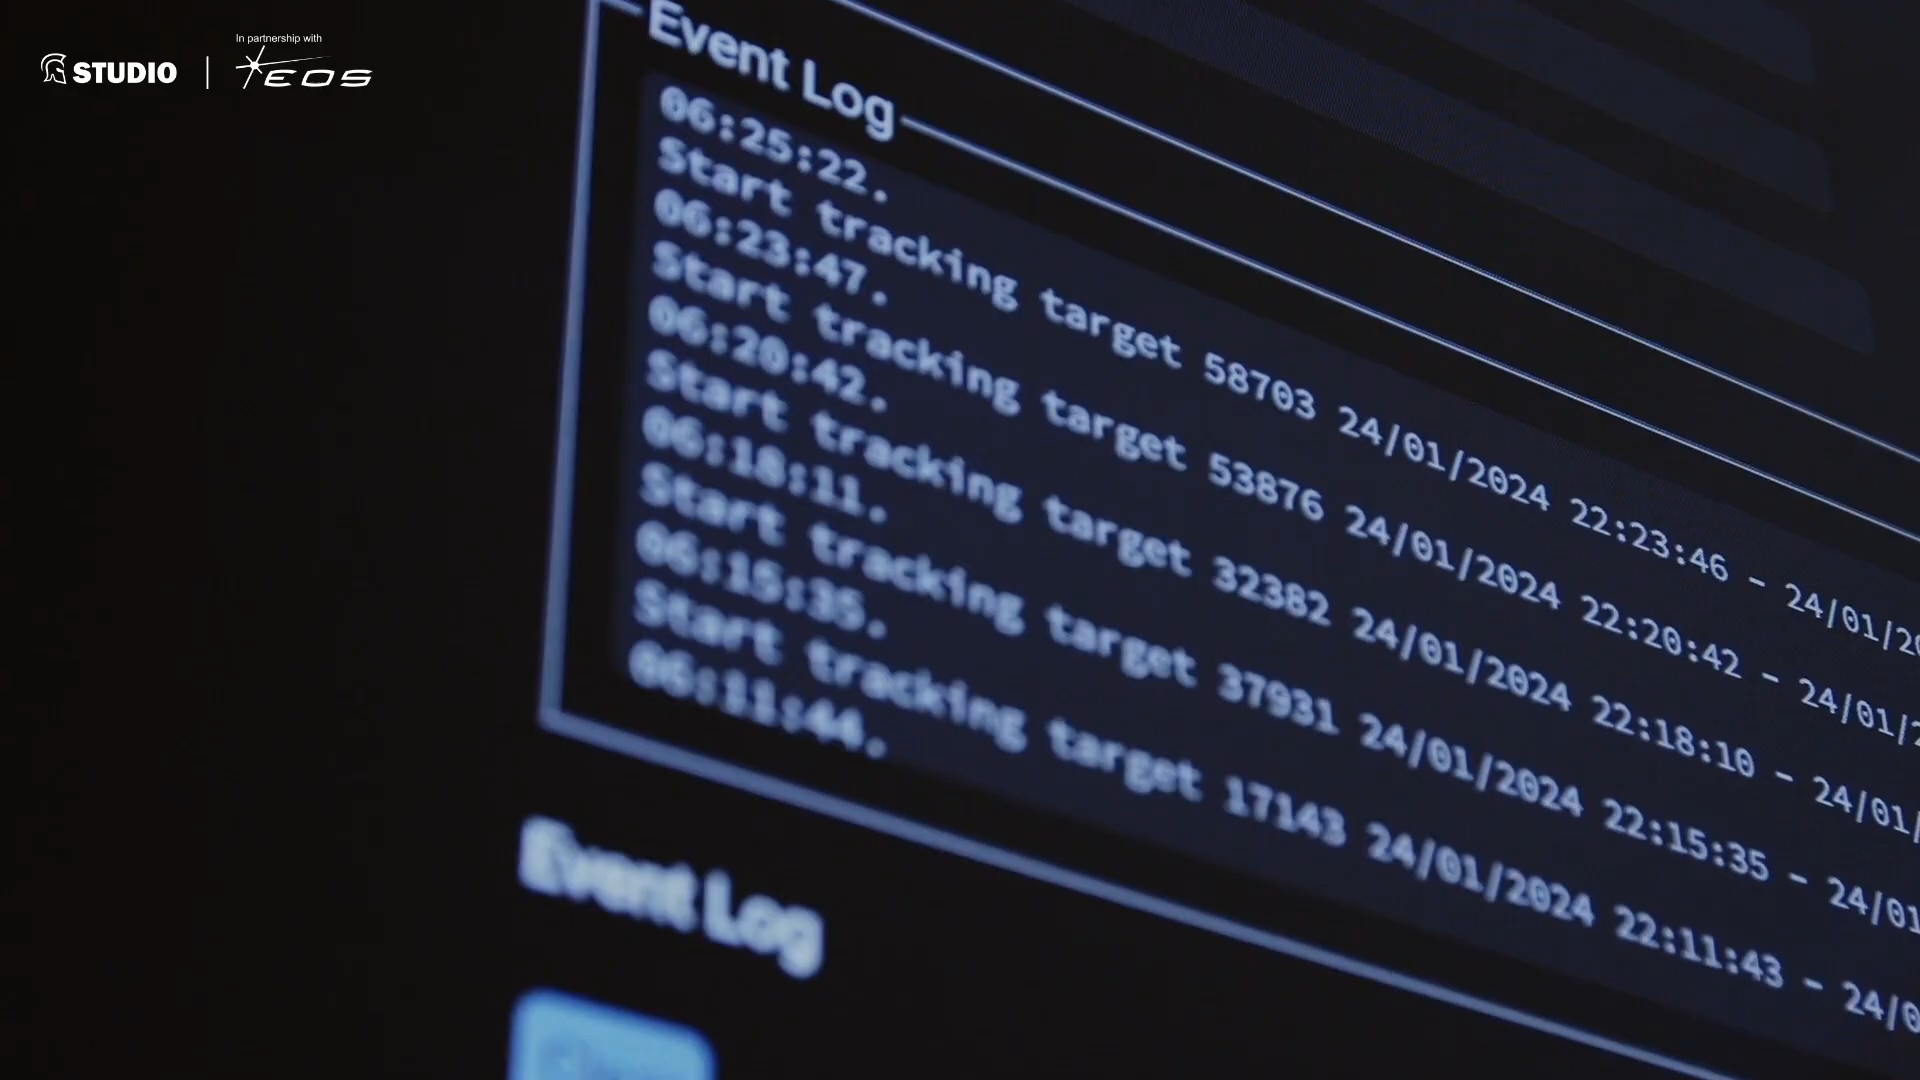 In partnership with
STUDIO
EOS
Event Log
06:25:22.
Start tracking target 58703 24/01/2024 22:23:46 - 24/01/20
06:23:47.
Start tracking target 53876 24/01/2024 22:20:42 - 24/01/2
06:20:42.
Start tracking target 32382 24/01/2024 22:18:10 - 24/01/
06:18:11.
Start tracking target 37931 24/01/2024 22:15:35 - 24/01
06:15:35.
Start tracking target 17143 24/01/2024 22:11:43 - 24/0
06:11:44.
Event Log